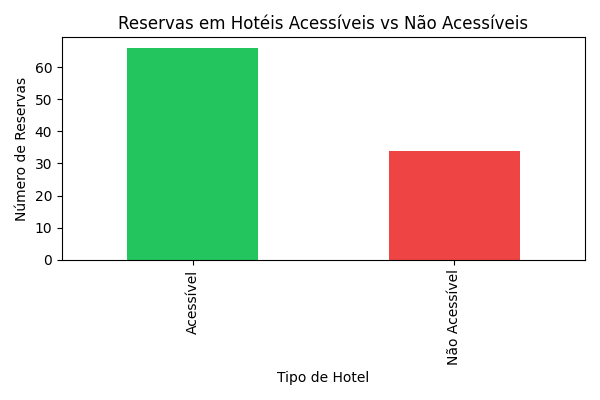 Reservas em Hotéis Acessíveis vs Não Acessíveis
Número de Reservas
60
50
40
30
20
10
0
Acessível
Não Acessível
Tipo de Hotel